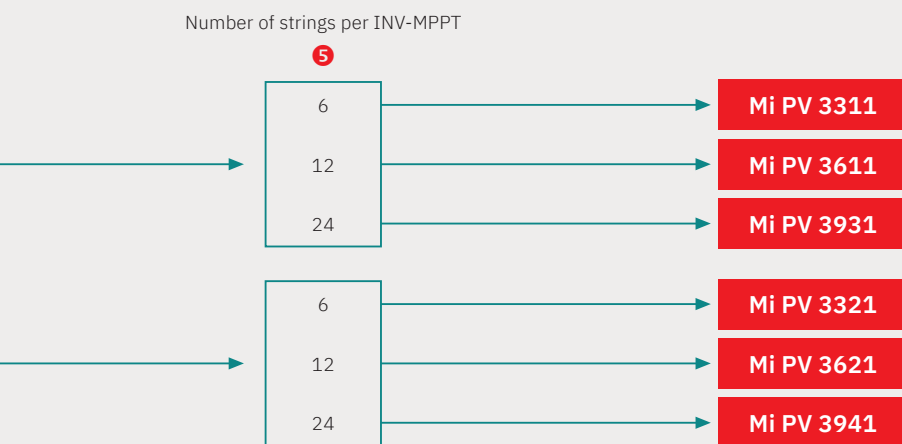 Number of strings per INV-MPPT
5
6
Mi PV 3311
12
Mi PV 3611
24
Mi PV 3931
6
Mi PV 3321
12
Mi PV 3621
24
Mi PV 3941